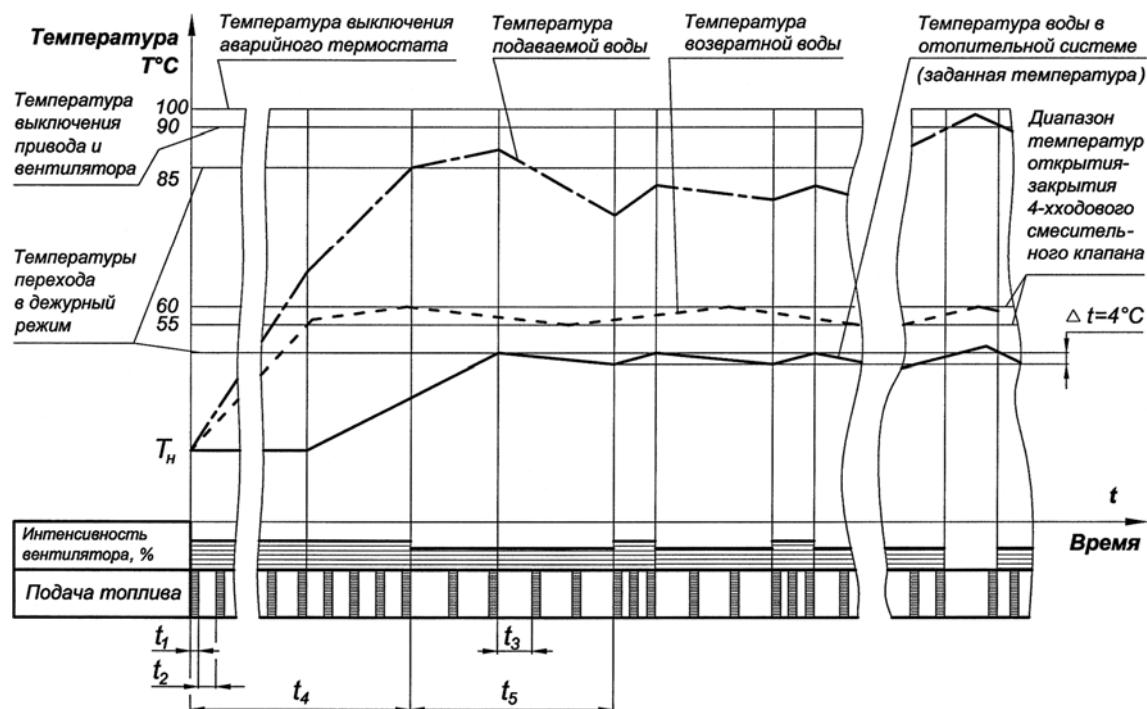 Температура
T°C
Температура выключения
аварийного термостата
Температура
подаваемой воды
Температура
возвратной воды
Температура воды в
отопительной системе
(заданная температура)
Температура
выключения
привода и
вентилятора
100
90
85
Диапазон
температур
открытия-
закрытия
4-хходового
смеситель-
ного клапана
Температуры
перехода
в дежурный
режим
60
55
Δ t=4°C
Tн
t
Время
Интенсивность
вентилятора, %
Подача топлива
t1
t2
t3
t4
t5